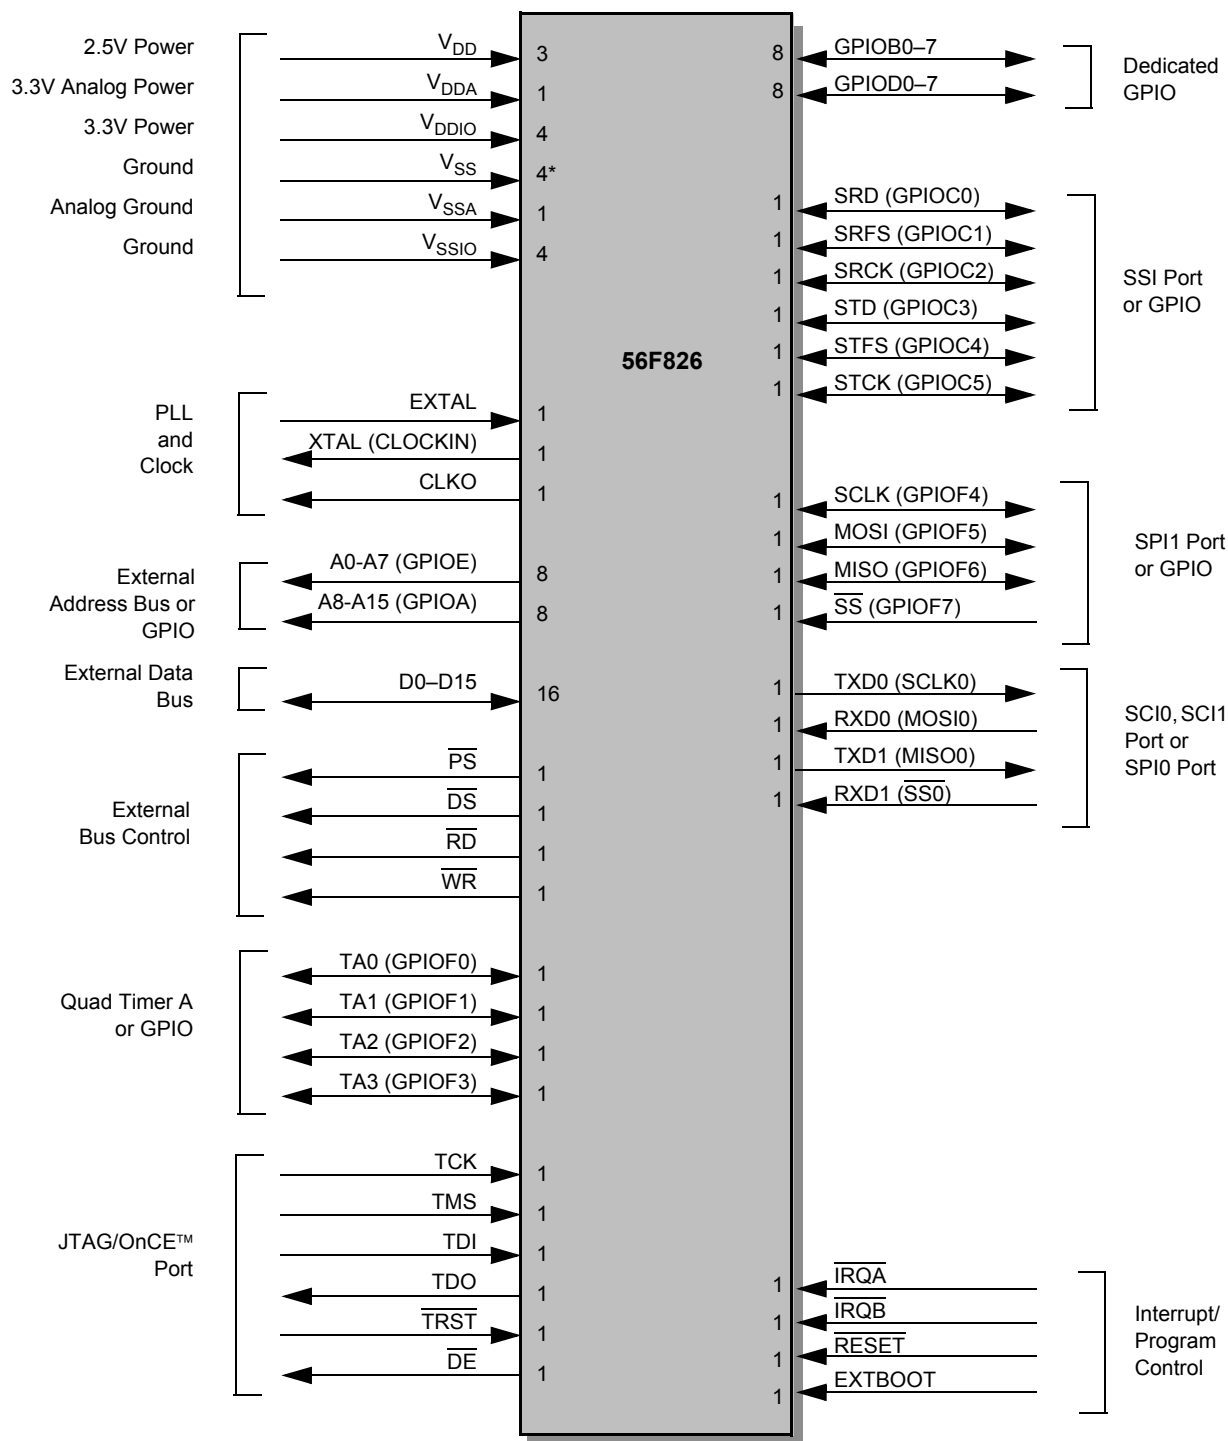 2.5V Power VDD 3
3.3V Analog Power VDDA 1
3.3V Power VDDIO 4
Ground VSS 4*
Analog Ground VSSA 1
Ground VSSIO 4
PLL
and
Clock
EXTAL 1
XTAL (CLOCKIN) 1
CLKO 1
External
Address Bus or
GPIO
A0-A7 (GPIOE) 8
A8-A15 (GPIOA) 8
External Data
Bus
D0–D15 16
External
Bus Control
PS 1
DS 1
RD 1
WR 1
Quad Timer A
or GPIO
TA0 (GPIOF0) 1
TA1 (GPIOF1) 1
TA2 (GPIOF2) 1
TA3 (GPIOF3) 1
JTAG/OnCE™
Port
TCK 1
TMS 1
TDI 1
TDO 1
TRST 1
DE 1
56F826
8 GPIOB0–7
8 GPIOD0–7
Dedicated
GPIO
1 SRD (GPIOC0)
1 SRFS (GPIOC1)
1 SRCK (GPIOC2)
1 STD (GPIOC3)
1 STFS (GPIOC4)
1 STCK (GPIOC5)
SSI Port
or GPIO
1 SCLK (GPIOF4)
1 MOSI (GPIOF5)
1 MISO (GPIOF6)
1 SS (GPIOF7)
SPI1 Port
or GPIO
1 TXD0 (SCLK0)
1 RXD0 (MOSI0)
1 TXD1 (MISO0)
1 RXD1 (SS0)
SCI0, SCI1
Port or
SPI0 Port
1 IRQA
1 IRQB
1 RESET
1 EXTBOOT
Interrupt/
Program
Control